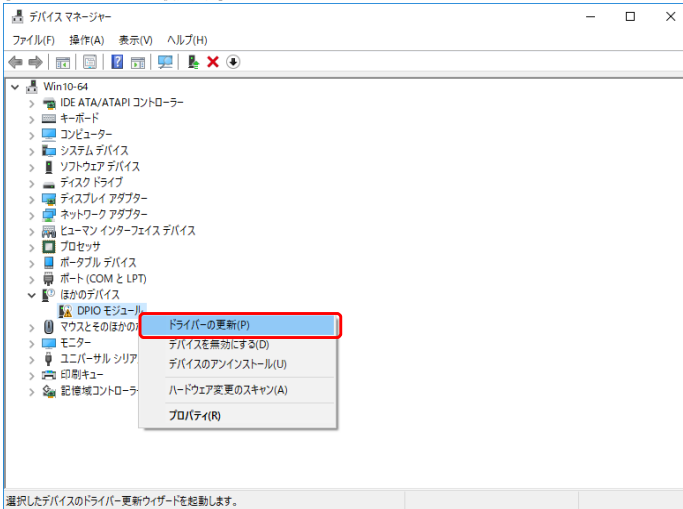 デバイス マネージャー
ファイル(F) 操作(A) 表示(V) ヘルプ(H)
Win10-64
IDE ATA/ATAPI コントローラー
キーボード
コンピューター
システム デバイス
ソフトウェア デバイス
ディスク ドライブ
ディスプレイ アダプター
ネットワーク アダプター
ヒューマン インターフェイス デバイス
プロセッサ
ポータブル デバイス
ポート (COM と LPT)
ほかのデバイス
DPIO モジュール
ドライバーの更新(P)
マウスとそのほかの
デバイスを無効にする(D)
モニター
ユニバーサル シリア
デバイスのアンインストール(U)
印刷キュー
記憶域コントローラー
ハードウェア変更のスキャン(A)
プロパティ(R)
選択したデバイスのドライバー更新ウィザードを起動します。